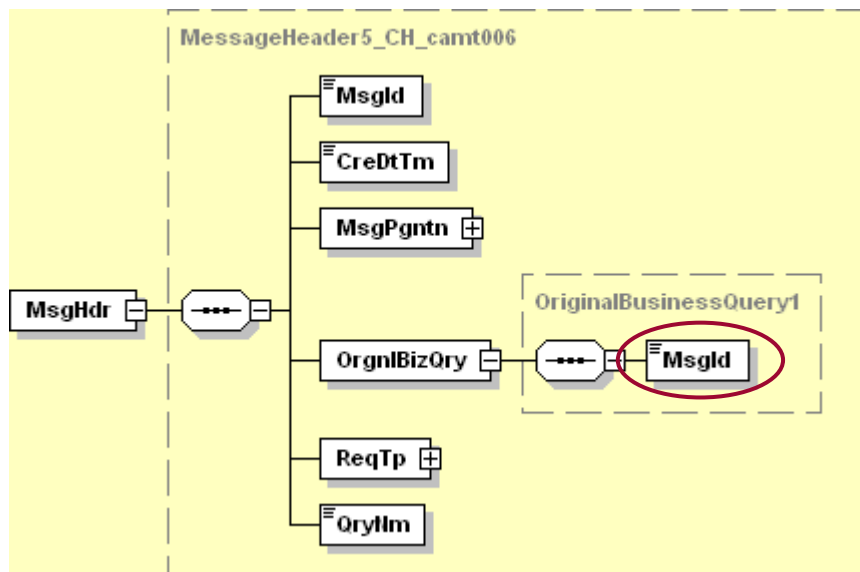 MessageHeader5_CH_camt006
MsgId
CreDtTm
MsgPgntn
MsgHdr
OriginalBusinessQuery1
OrgnlBizQry
MsgId
ReqTp
QryNm